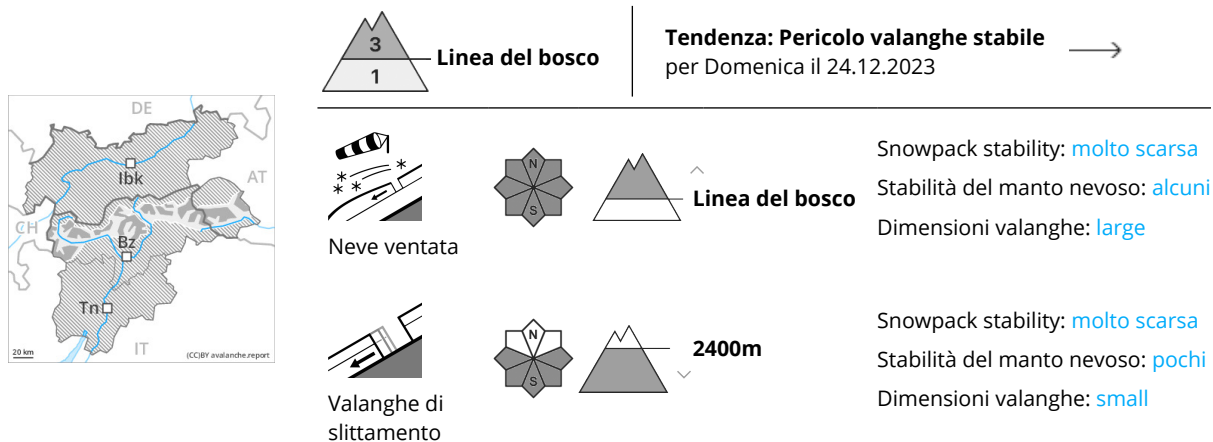 3
1
Linea del bosco
Tendenza: Pericolo valanghe stabile
per Domenica il 24.12.2023
DE
Ibk
AT
CH
Bz
Tn
IT
20 km
(CC)BY avalanche.report
N
S
Linea del bosco
Neve ventata
Snowpack stability: molto scarsa
Stabilità del manto nevoso: alcuni
Dimensioni valanghe: large
N
S
2400m
Valanghe di
slittamento
Snowpack stability: molto scarsa
Stabilità del manto nevoso: pochi
Dimensioni valanghe: small